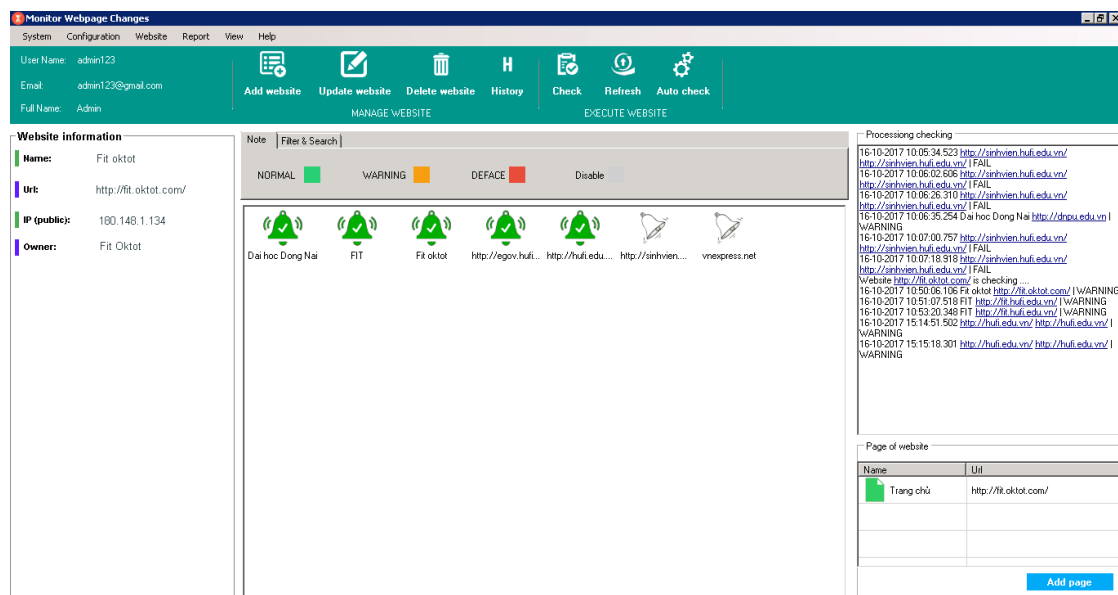 Monitor Webpage Changes
System Configuration Website Report View Help
User Name: admin123
Email: admin123@gmail.com
Full Name: Admin
Add website Update website Delete website H History Check Refresh Auto check
MANAGE WEBSITE EXECUTE WEBSITE
Website information
Name: Fit oktot
Url: http://fit.oktot.com/
IP (public): 180.148.1.134
Owner: Fit Oktot
Note Filter & Search
NORMAL WARNING DEFACE Disable
Dai hoc Dong Nai FIT Fit oktot http://egov.hufi... http://hufi.edu.... http://sinhvien.... vnexpress.net
Processiong checking
16-10-2017 10:05:34.523 http://sinhvien.hufi.edu.vn/
http://sinhvien.hufi.edu.vn/ | FAIL
16-10-2017 10:06:02.606 http://sinhvien.hufi.edu.vn/
http://sinhvien.hufi.edu.vn/ | FAIL
16-10-2017 10:06:26.310 http://sinhvien.hufi.edu.vn/
http://sinhvien.hufi.edu.vn/ | FAIL
16-10-2017 10:06:35.254 Dai hoc Dong Nai http://dnpu.edu.vn |
WARNING
16-10-2017 10:07:00.757 http://sinhvien.hufi.edu.vn/
http://sinhvien.hufi.edu.vn/ | FAIL
16-10-2017 10:07:18.918 http://sinhvien.hufi.edu.vn/
http://sinhvien.hufi.edu.vn/ | FAIL
Website http://fit.oktot.com/ is checking ....
16-10-2017 10:50:06.106 Fit oktot http://fit.oktot.com/ | WARNING
16-10-2017 10:51:07.518 FIT http://fit.hufi.edu.vn/ | WARNING
16-10-2017 10:53:20.348 FIT http://fit.hufi.edu.vn/ | WARNING
16-10-2017 15:14:51.502 http://hufi.edu.vn/ http://hufi.edu.vn/ |
WARNING
16-10-2017 15:15:18.301 http://hufi.edu.vn/ http://hufi.edu.vn/ |
WARNING
Page of website
Name Url
Trang chủ http://fit.oktot.com/
Add page